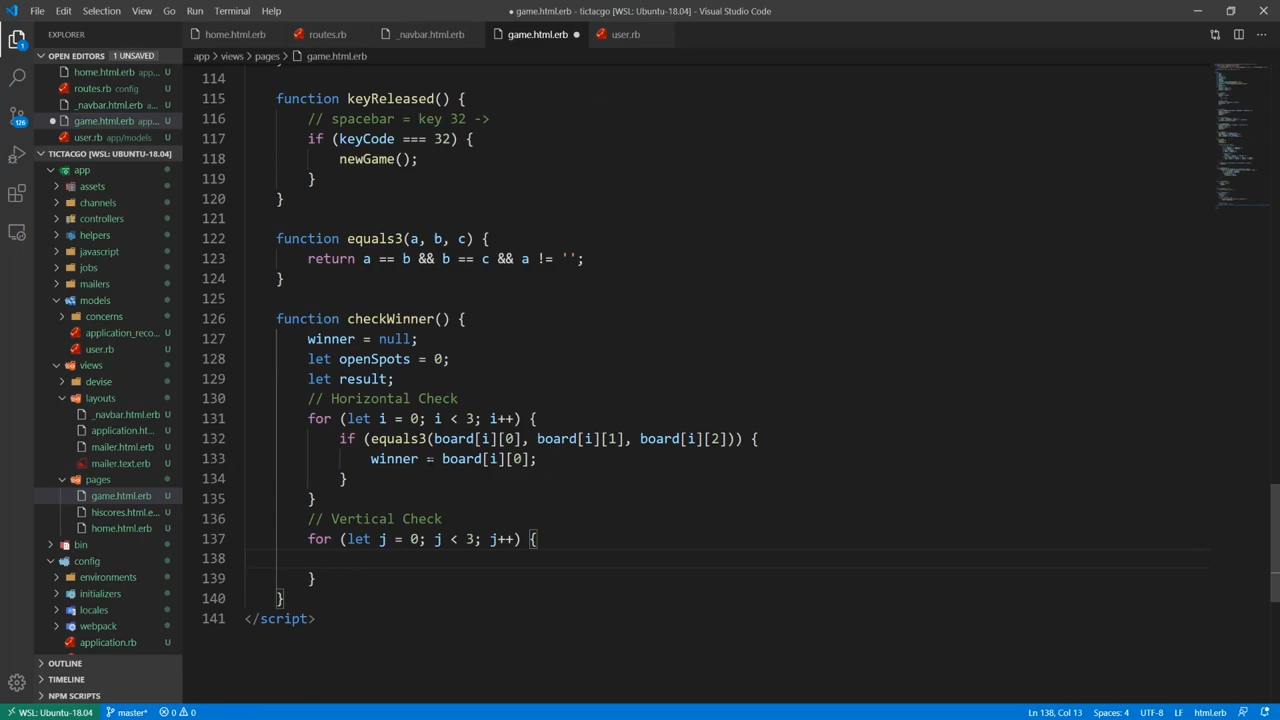 File Edit Selection View Go Run Terminal Help
● game.html.erb - tictacgo [WSL: Ubuntu-18.04] - Visual Studio Code
EXPLORER
home.html.erb routes.rb _navbar.html.erb game.html.erb ● user.rb
app > views > pages > game.html.erb
OPEN EDITORS 1 UNSAVED
home.html.erb app...
routes.rb config
_navbar.html.erb a...
game.html.erb app...
user.rb app/models
TICTACGO [WSL: UBUNTU-18.04]
app
assets
channels
controllers
helpers
javascript
jobs
mailers
models
concerns
application_reco...
user.rb
views
devise
layouts
_navbar.html.erb
application.ht...
mailer.html.erb
mailer.text.erb
pages
game.html.erb
hiscores.html.e...
home.html.erb
bin
config
environments
initializers
locales
webpack
application.rb
OUTLINE
TIMELINE
NPM SCRIPTS
126
U
114
115 function keyReleased() {
116 // spacebar = key 32 ->
117 if (keyCode === 32) {
118 newGame();
119 }
120 }
121
122 function equals3(a, b, c) {
123 return a == b && b == c && a != '';
124 }
125
126 function checkWinner() {
127 winner = null;
128 let openSpots = 0;
129 let result;
130 // Horizontal Check
131 for (let i = 0; i < 3; i++) {
132 if (equals3(board[i][0], board[i][1], board[i][2])) {
133 winner = board[i][0];
134 }
135 }
136 // Vertical Check
137 for (let j = 0; j < 3; j++) {
138
139 }
140 }
141 </script>
WSL: Ubuntu-18.04 master* 0 0 Ln 138, Col 13 Spaces: 4 UTF-8 LF html.erb